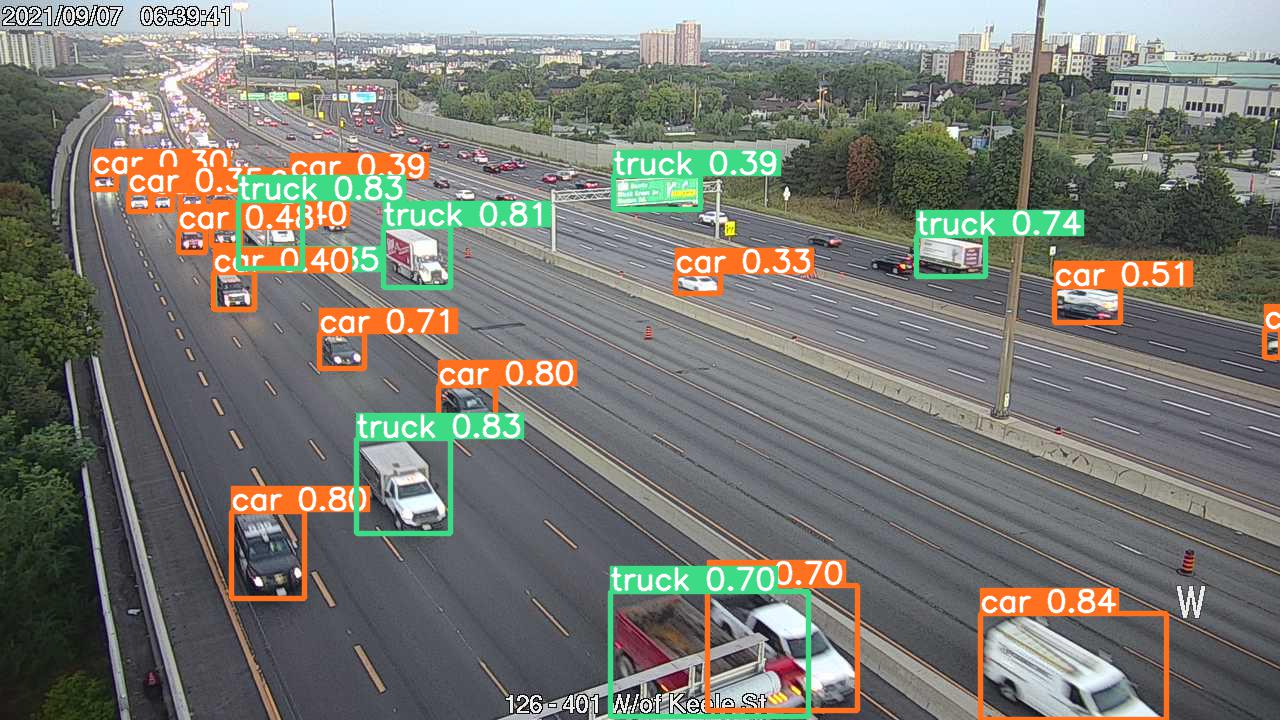 2021/09/07 06:39:41
car 0.30
car 0.39
truck 0.39
truck 0.83
truck 0.81
car 0.48
truck 0.74
car 0.40
car 0.33
car 0.51
car 0.71
car 0.80
truck 0.83
car 0.80
truck 0.70
0.70
car 0.84
W
126 - 401 W/of Keele St